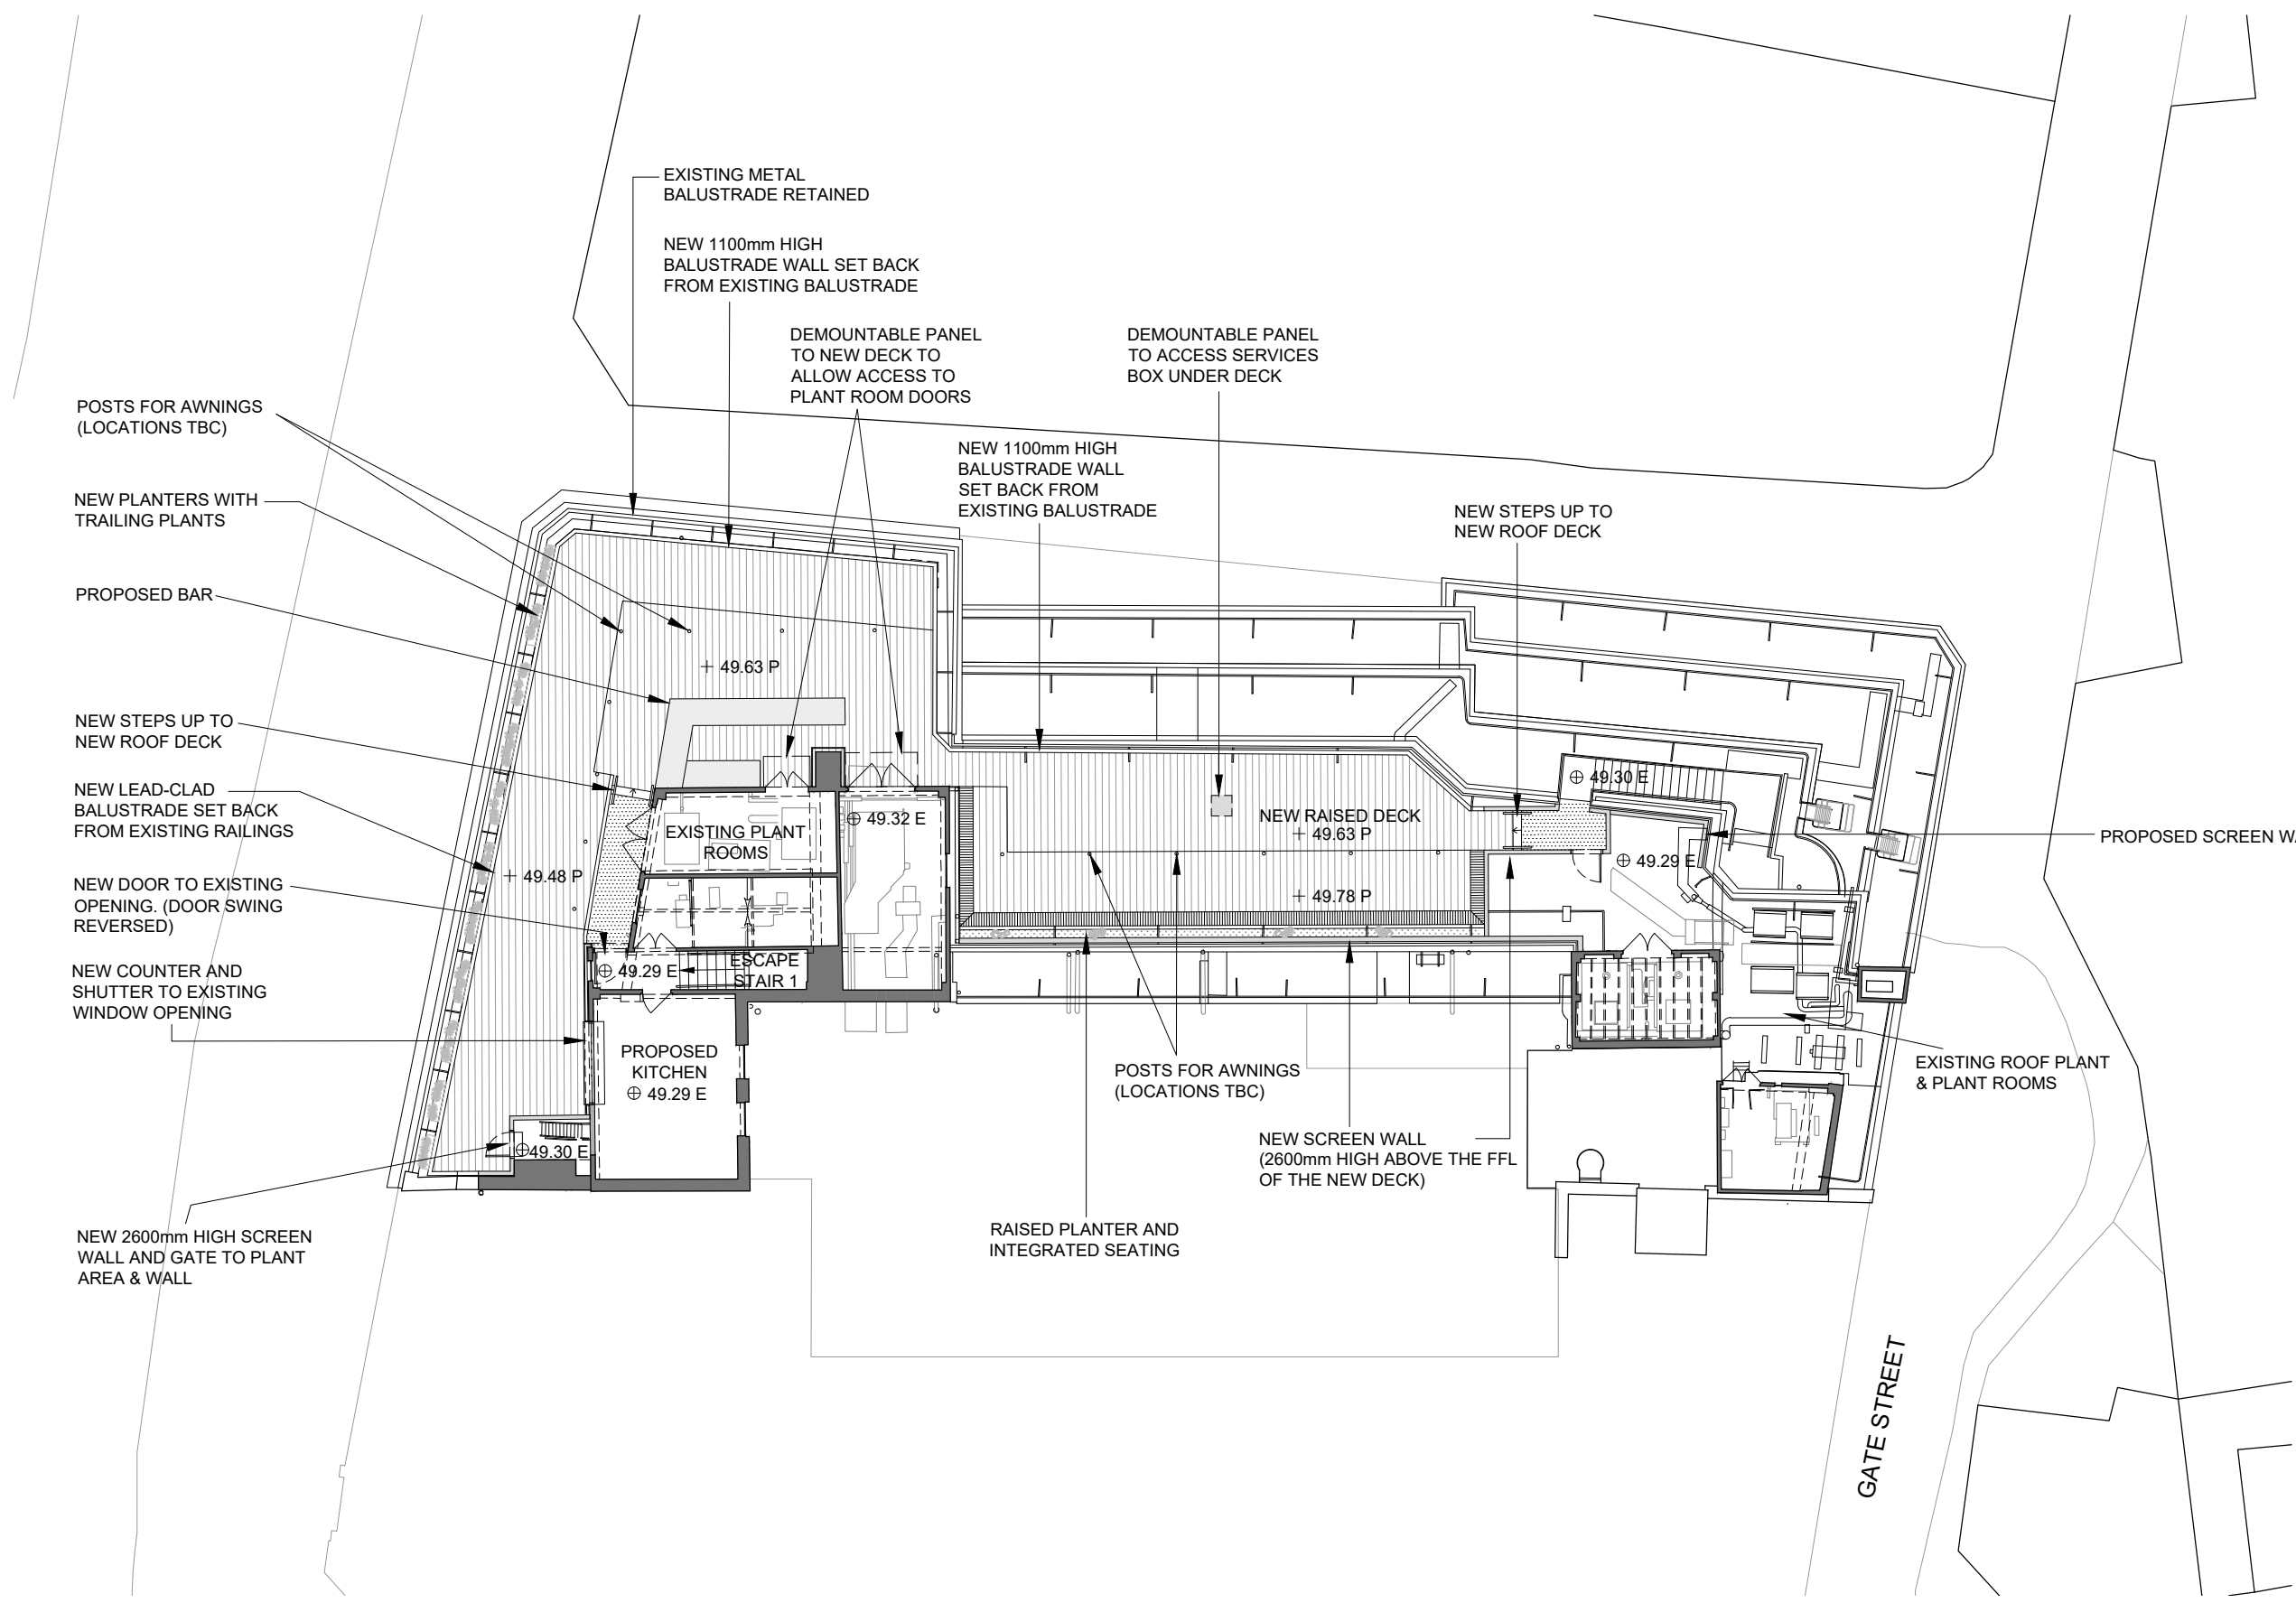 EXISTING METAL
BALUSTRADE RETAINED
NEW 1100mm HIGH
BALUSTRADE WALL SET BACK
FROM EXISTING BALUSTRADE
DEMOUNTABLE PANEL
TO NEW DECK TO
ALLOW ACCESS TO
PLANT ROOM DOORS
DEMOUNTABLE PANEL
TO ACCESS SERVICES
BOX UNDER DECK
POSTS FOR AWNINGS
(LOCATIONS TBC)
NEW 1100mm HIGH
BALUSTRADE WALL
SET BACK FROM
EXISTING BALUSTRADE
NEW PLANTERS WITH
TRAILING PLANTS
NEW STEPS UP TO
NEW ROOF DECK
PROPOSED BAR
49.63 P
NEW STEPS UP TO
NEW ROOF DECK
49.30 E
NEW LEAD-CLAD
BALUSTRADE SET BACK
FROM EXISTING RAILINGS
EXISTING PLANT
ROOMS
49.32 E
NEW RAISED DECK
49.63 P
PROPOSED SCREEN WA
49.29 E
49.48 P
49.78 P
NEW DOOR TO EXISTING
OPENING. (DOOR SWING
REVERSED)
49.29 E
ESCAPE
STAIR 1
NEW COUNTER AND
SHUTTER TO EXISTING
WINDOW OPENING
PROPOSED
KITCHEN
49.29 E
POSTS FOR AWNINGS
(LOCATIONS TBC)
EXISTING ROOF PLANT
& PLANT ROOMS
49.30 E
NEW SCREEN WALL
(2600mm HIGH ABOVE THE FFL
OF THE NEW DECK)
RAISED PLANTER AND
INTEGRATED SEATING
NEW 2600mm HIGH SCREEN
WALL AND GATE TO PLANT
AREA & WALL
GATE STREET